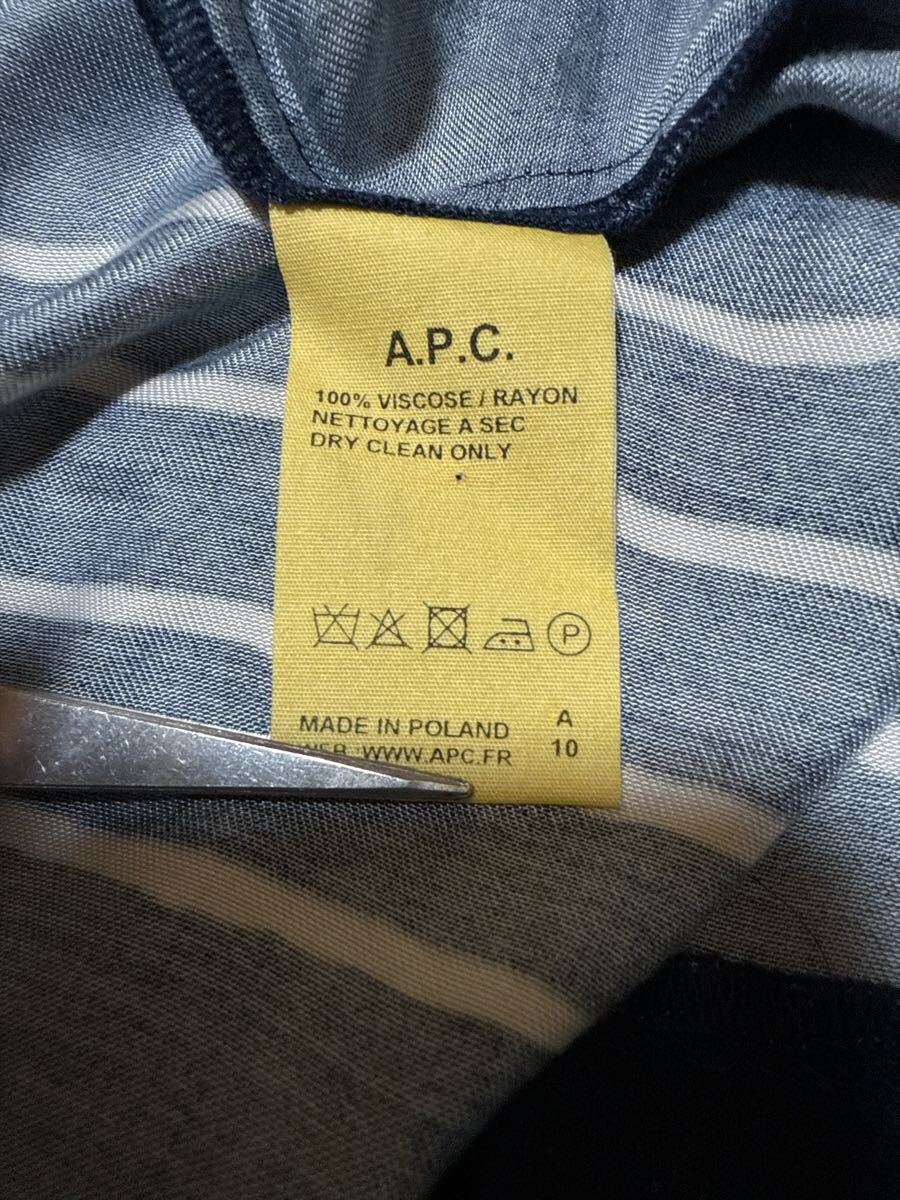 A.P.C.
100% VISCOSE / RAYON
NETTOYAGE A SEC
DRY CLEAN ONLY
P
MADE IN POLAND
A
WWW.APC.FR
10